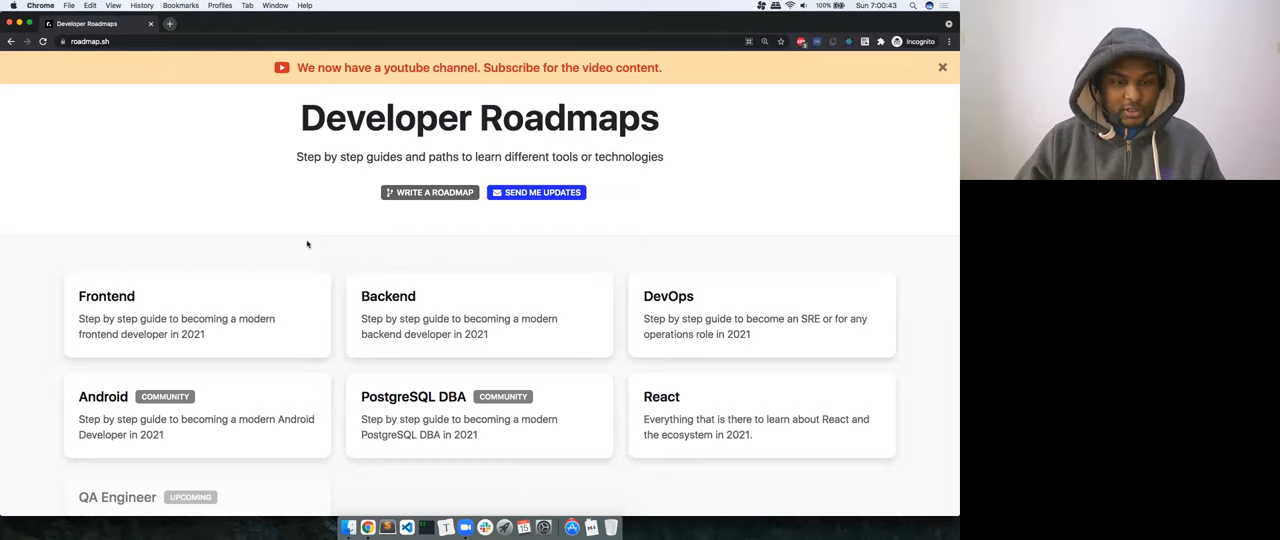 Chrome File Edit View History Bookmarks Profiles Tab Window Help 100% Sun 7:00:43
Developer Roadmaps
roadmap.sh Incognito
We now have a youtube channel. Subscribe for the video content.
Developer Roadmaps
Step by step guides and paths to learn different tools or technologies
WRITE A ROADMAP SEND ME UPDATES
Frontend
Step by step guide to becoming a modern
frontend developer in 2021
Backend
Step by step guide to becoming a modern
backend developer in 2021
DevOps
Step by step guide to become an SRE or for any
operations role in 2021
Android COMMUNITY
Step by step guide to becoming a modern Android
Developer in 2021
PostgreSQL DBA COMMUNITY
Step by step guide to becoming a modern
PostgreSQL DBA in 2021
React
Everything that is there to learn about React and
the ecosystem in 2021.
QA Engineer UPCOMING
15